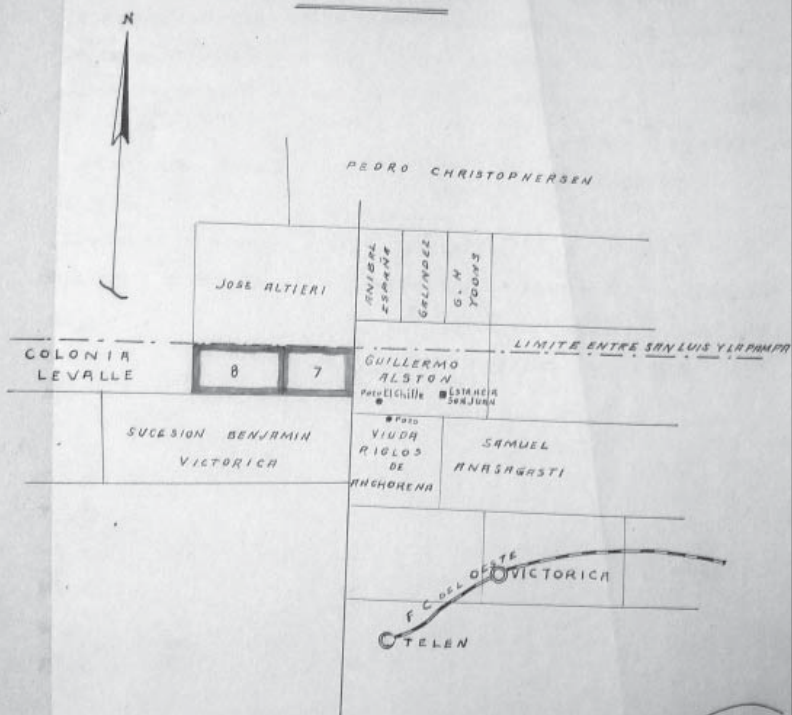 N
PEDRO CHRISTOPNERSEN
JOSE ALTIERI
ANIBAL
ESPAÑA
GALINDEZ
G. H
YOONS
LIMITE ENTRE SAN LUIS Y LA PAMPA
COLONIA
LEVALLE
8
7
GUILLERMO
ALSTON
Pozo El Chille
ESTANCIA
SAN JUAN
SUCESION BENJAMIN
VICTORICA
Pozo
VIUDA
RIGLOS
DE
ANCHORENA
SAMUEL
ANASAGASTI
F C DEL OESTE
VICTORICA
TELEN